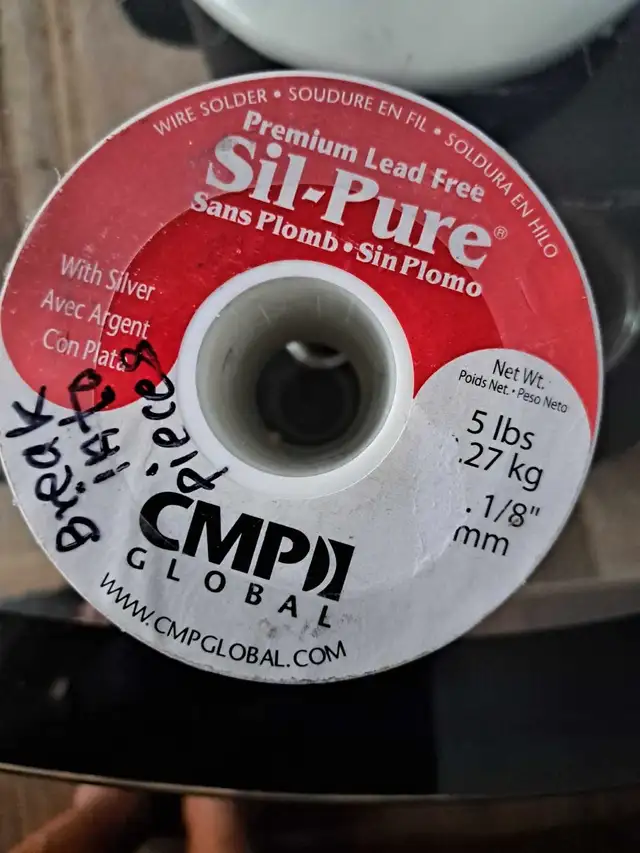 WIRE SOLDER • SOUDURE EN FIL • SOLDURA EN HILO
Premium Lead Free
Sil-Pure®
Sans Plomb • Sin Plomo
With Silver
Avec Argent
Con Plata
Net Wt.
Poids Net. • Peso Neto
5 lbs
.27 kg
. 1/8"
mm
Break
into
pieces
CMP
GLOBAL
WWW.CMPGLOBAL.COM